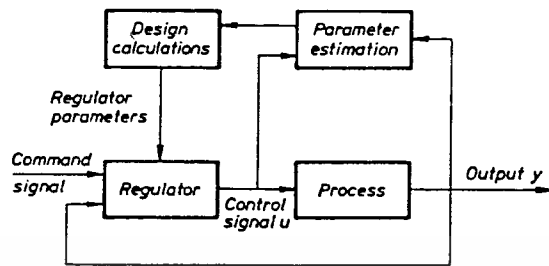 Design
calculations
Parameter
estimation
Regulator
parameters
Command
signal
Regulator
Control
signal u
Process
Output y